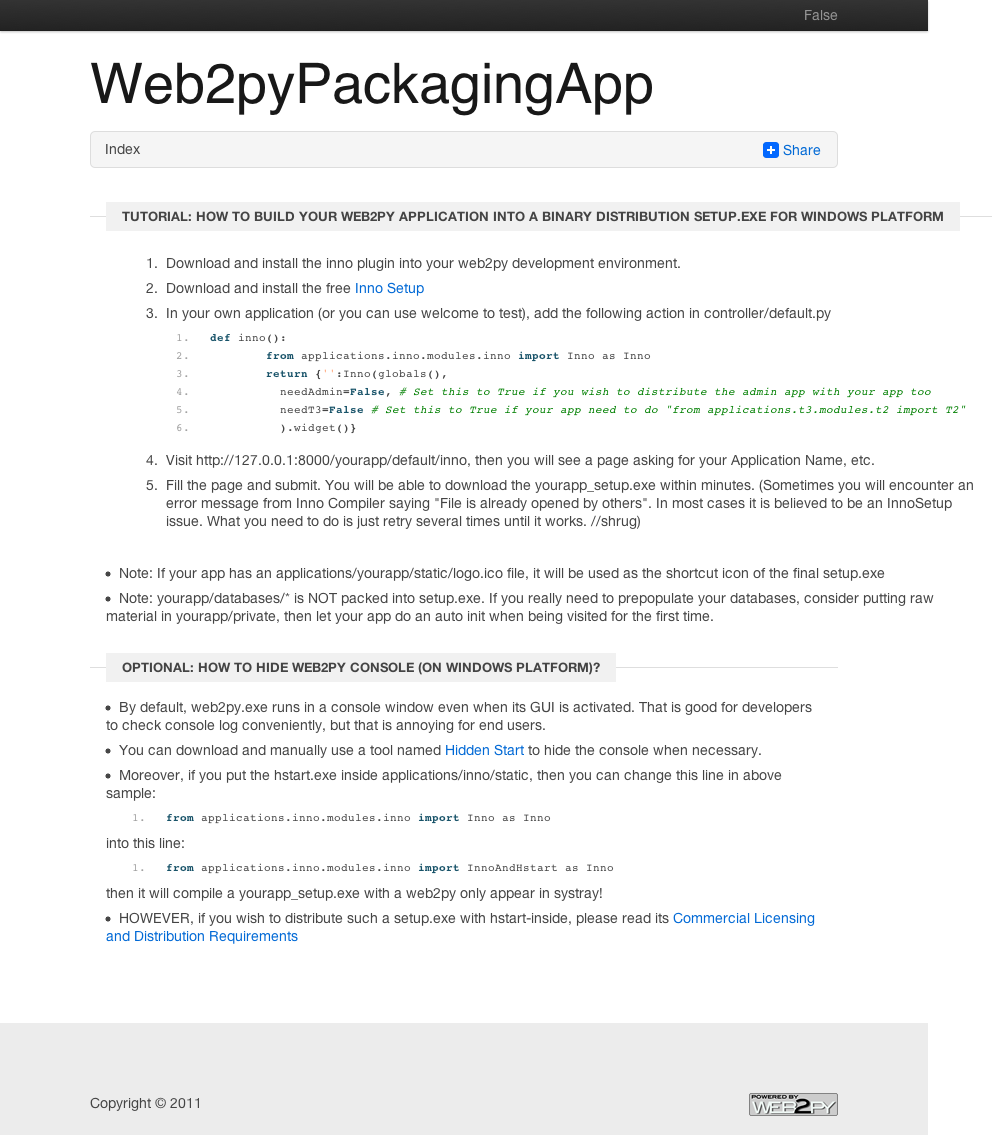 False
Web2pyPackagingApp
Index
Share
TUTORIAL: HOW TO BUILD YOUR WEB2PY APPLICATION INTO A BINARY DISTRIBUTION SETUP.EXE FOR WINDOWS PLATFORM
1. Download and install the inno plugin into your web2py development environment.
2. Download and install the free Inno Setup
3. In your own application (or you can use welcome to test), add the following action in controller/default.py
1. def inno():
2. from applications.inno.modules.inno import Inno as Inno
3. return {'':Inno(globals(),
4. needAdmin=False, # Set this to True if you wish to distribute the admin app with your app too
5. needT3=False # Set this to True if your app need to do "from applications.t3.modules.t2 import T2"
6. ).widget()}
4. Visit http://127.0.0.1:8000/yourapp/default/inno, then you will see a page asking for your Application Name, etc.
5. Fill the page and submit. You will be able to download the yourapp_setup.exe within minutes. (Sometimes you will encounter an
error message from Inno Compiler saying "File is already opened by others". In most cases it is believed to be an InnoSetup
issue. What you need to do is just retry several times until it works. //shrug)
• Note: If your app has an applications/yourapp/static/logo.ico file, it will be used as the shortcut icon of the final setup.exe
• Note: yourapp/databases/* is NOT packed into setup.exe. If you really need to prepopulate your databases, consider putting raw
material in yourapp/private, then let your app do an auto init when being visited for the first time.
OPTIONAL: HOW TO HIDE WEB2PY CONSOLE (ON WINDOWS PLATFORM)?
• By default, web2py.exe runs in a console window even when its GUI is activated. That is good for developers
to check console log conveniently, but that is annoying for end users.
• You can download and manually use a tool named Hidden Start to hide the console when necessary.
• Moreover, if you put the hstart.exe inside applications/inno/static, then you can change this line in above
sample:
1. from applications.inno.modules.inno import Inno as Inno
into this line:
1. from applications.inno.modules.inno import InnoAndHstart as Inno
then it will compile a yourapp_setup.exe with a web2py only appear in systray!
• HOWEVER, if you wish to distribute such a setup.exe with hstart-inside, please read its Commercial Licensing
and Distribution Requirements
Copyright © 2011
POWERED BY
WEB2PY